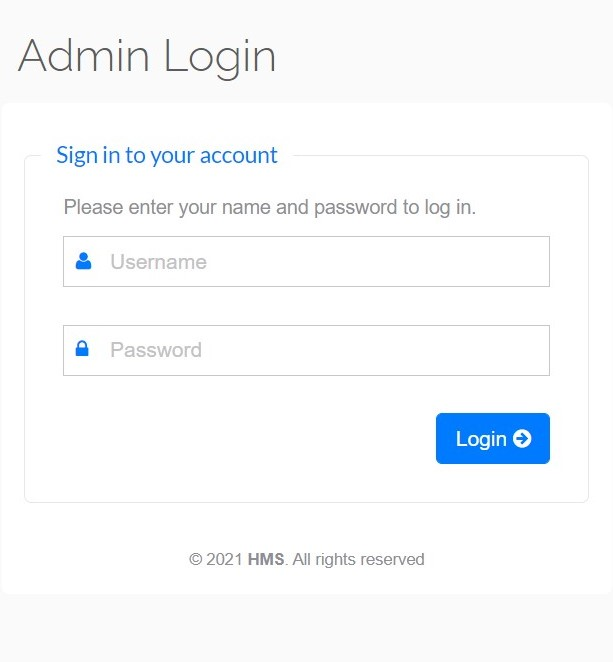 Admin Login
Sign in to your account
Please enter your name and password to log in.
Username
Password
Login
© 2021 HMS. All rights reserved